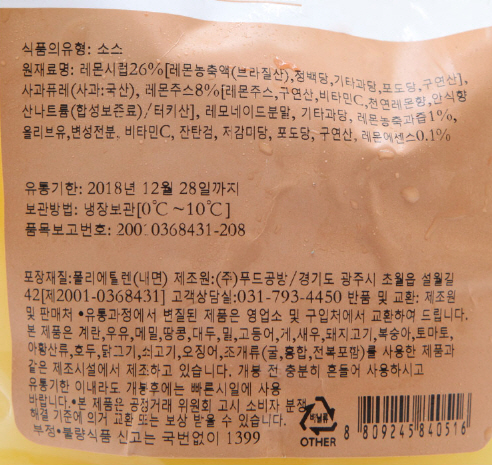 식품의유형: 소스
원재료명: 레몬시럽26%[레몬농축액(브라질산),정백당,기타과당,포도당,구연산],
사과퓨레(사과:국산), 레몬주스8%[레몬주스,구연산,비타민C,천연레몬향,안식향
산나트륨(합성보존료)/터키산], 레모네이드분말, 기타과당, 레몬농축과즙1%,
올리브유,변성전분, 비타민C, 잔탄검, 저감미당, 포도당, 구연산, 레몬에센스0.1%
유통기한: 2018년 12월 28일까지
보관방법: 냉장보관[0℃~10℃]
품목보고번호: 200 0368431-208
포장재질:폴리에틸렌(내면) 제조원:(주)푸드공방/경기도 광주시 초월읍 설월길
42[제2001-0368431] 고객상담실:031-793-4450 반품 및 교환: 제조원
및 판매처 •유통과정에서 변질된 제품은 영업소 및 구입처에서 교환하여 드립니다.
본 제품은 계란,우유,메밀,땅콩,대두,밀,고등어,게,새우,돼지고기,복숭아,토마토,
아황산류,호두,닭고기,쇠고기,오징어,조개류(굴,홍합,전복포함)를 사용한 제품과
같은 제조시설에서 제조하고 있습니다. 개봉 전 충분히 흔들어 사용하시고
유통기한 이내라도 개봉후에는 빠른시일에 사용
바랍니다.•본 제품은 공정거래 위원회 고시 소비자 분쟁
해결 기준에 의거 교환 또는 보상 받을 수 있습니다.
부정•불량식품 신고는 국번없이 1399
비닐류
OTHER
8 809245 840516